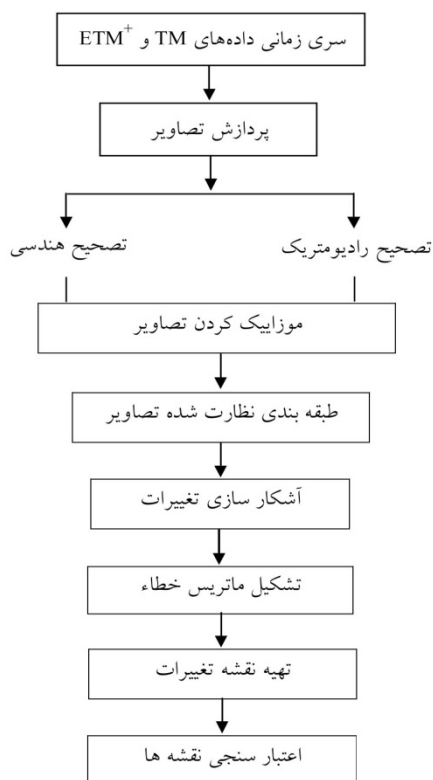 سری زمانی داده‌های TM و ETM⁺
پردازش تصاویر
تصحیح رادیومتریک
تصحیح هندسی
موزاییک کردن تصاویر
طبقه بندی نظارت شده تصاویر
آشکار سازی تغییرات
تشکیل ماتریس خطاء
تهیه نقشه تغییرات
اعتبار سنجی نقشه ها